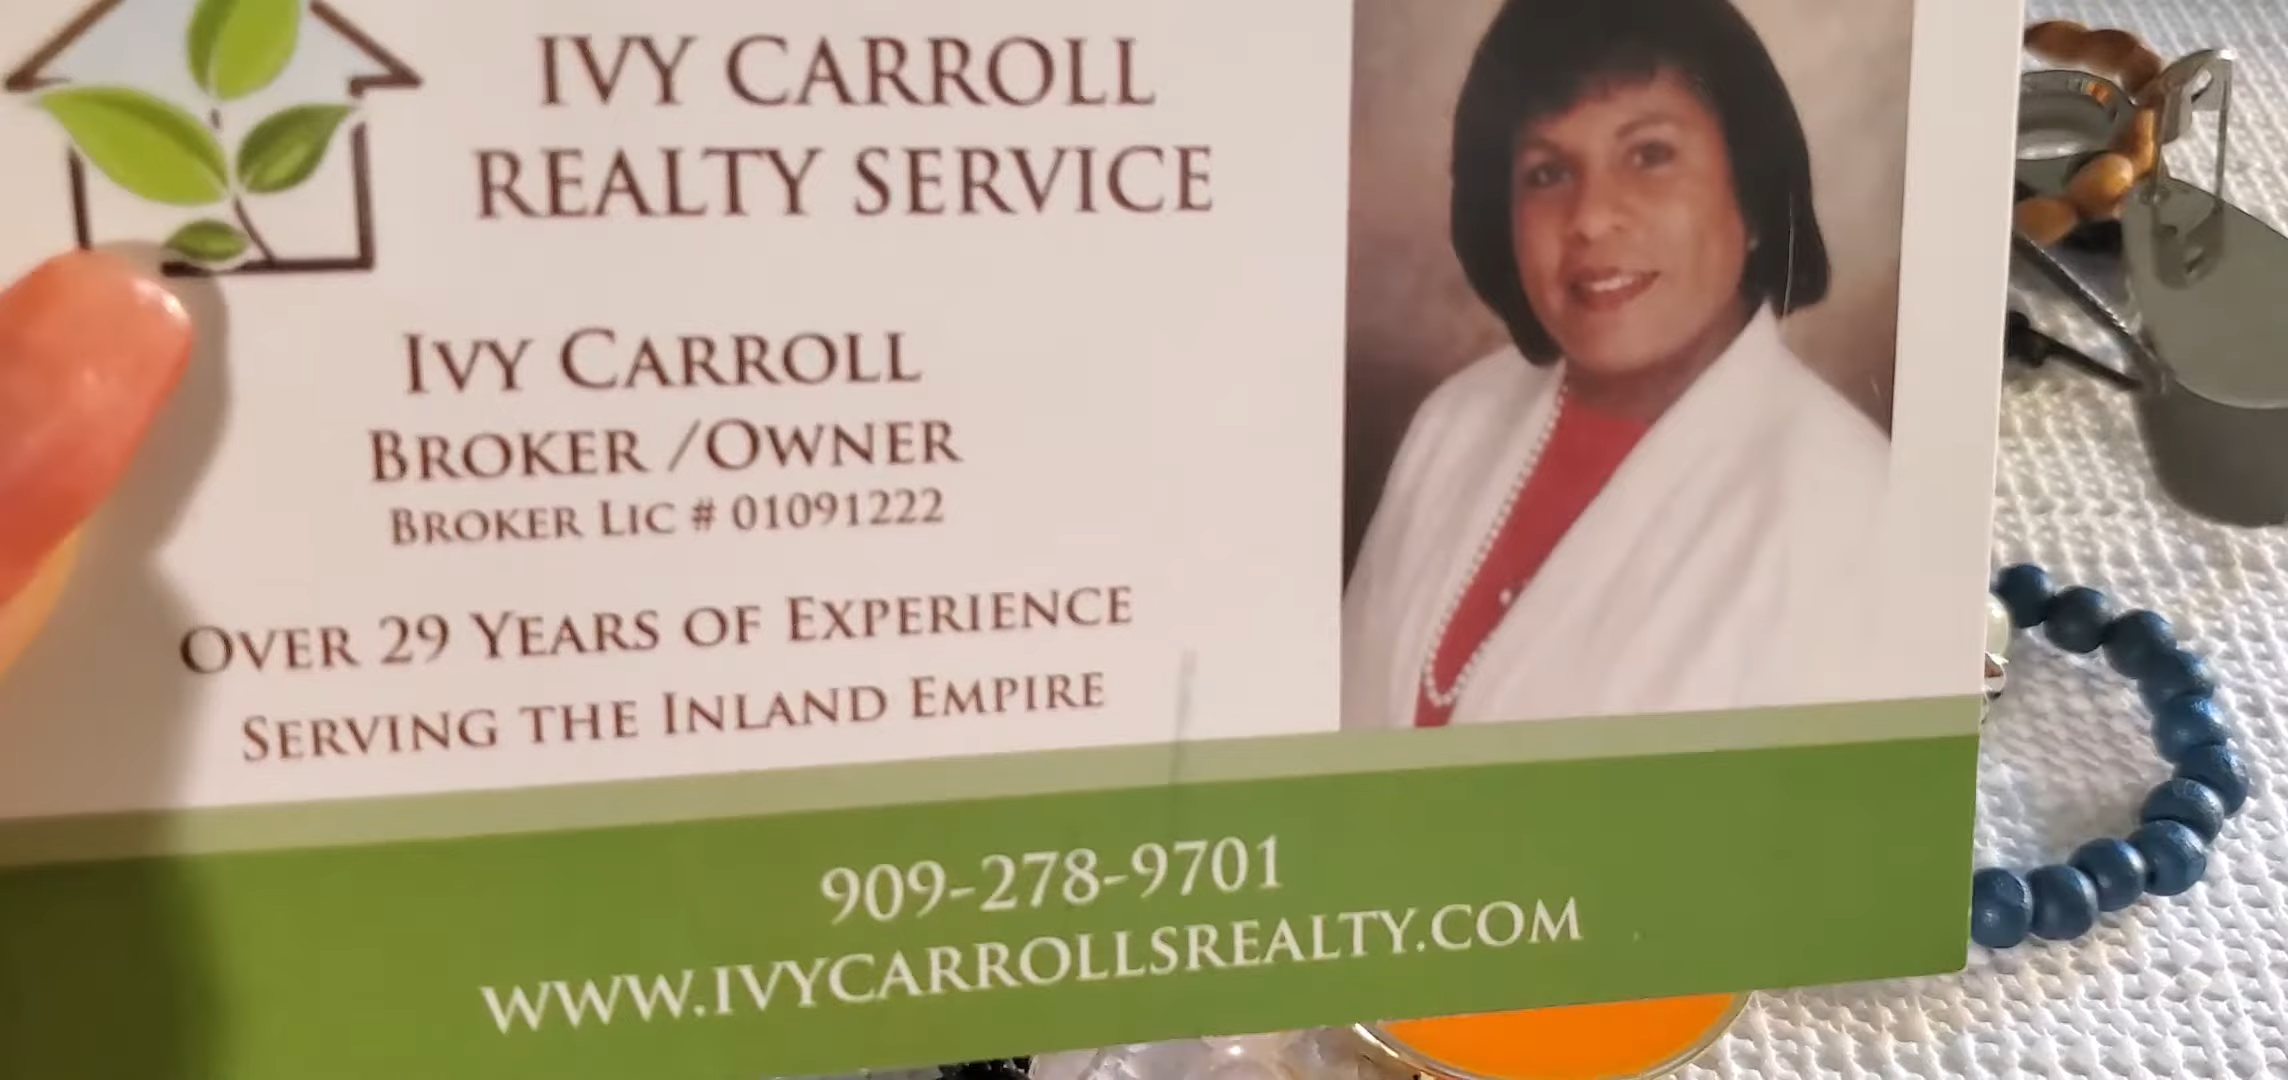 IVY CARROLL
REALTY SERVICE
IVY CARROLL
BROKER /OWNER
BROKER LIC # 01091222
OVER 29 YEARS OF EXPERIENCE
SERVING THE INLAND EMPIRE
909-278-9701
WWW.IVYCARROLLSREALTY.COM